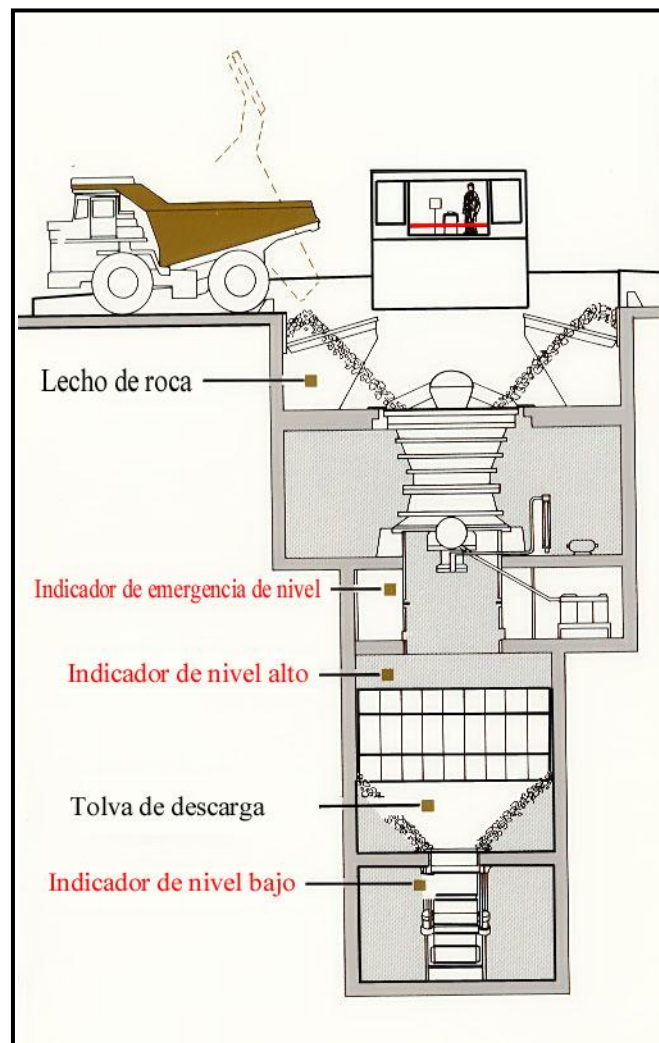 Lecho de roca
Indicador de emergencia de nivel
Indicador de nivel alto
Tolva de descarga
Indicador de nivel bajo